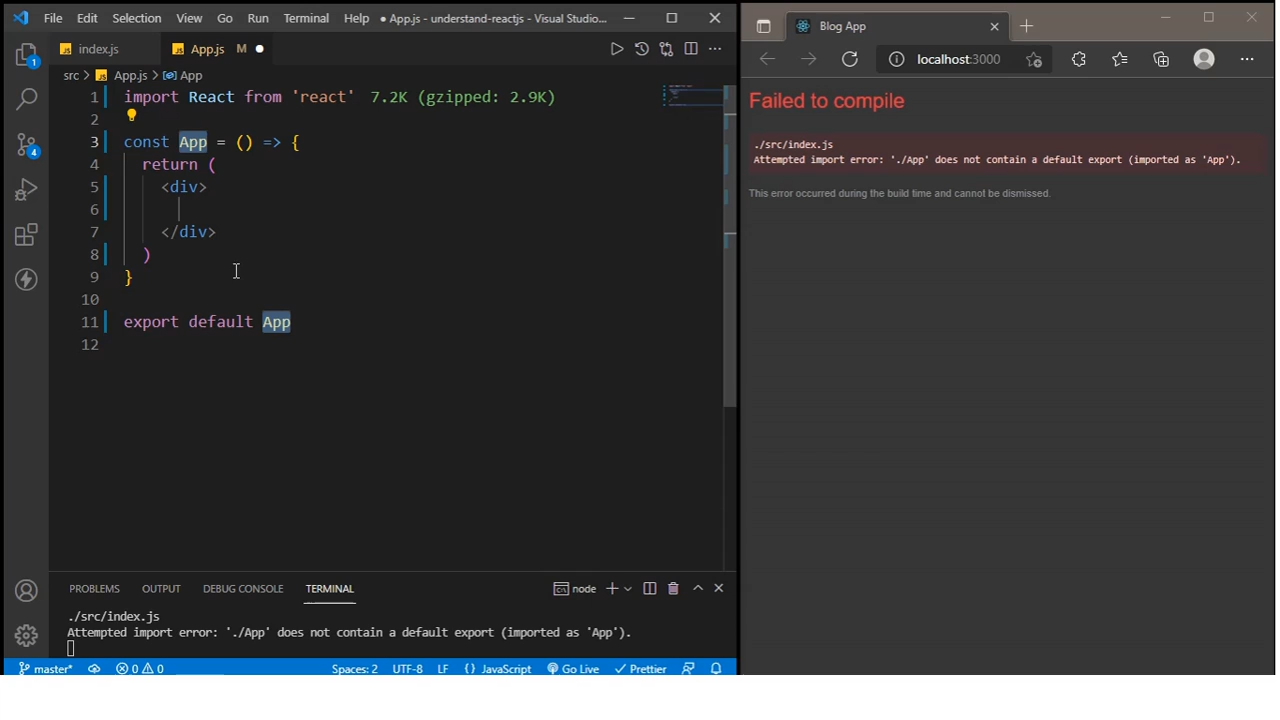 File Edit Selection View Go Run Terminal Help ● App.js - understand-reactjs - Visual Studio...
JS index.js
JS App.js M ●
src > JS App.js > App
1 import React from 'react' 7.2K (gzipped: 2.9K)
2
3 const App = () => {
4 return (
5 <div>
6
7 </div>
8 )
9 }
10
11 export default App
12
1
4
PROBLEMS OUTPUT DEBUG CONSOLE TERMINAL
node
./src/index.js
Attempted import error: './App' does not contain a default export (imported as 'App').
master* 0 0 Spaces: 2 UTF-8 LF {} JavaScript Go Live Prettier
Blog App
localhost:3000
Failed to compile
./src/index.js
Attempted import error: './App' does not contain a default export (imported as 'App').
This error occurred during the build time and cannot be dismissed.